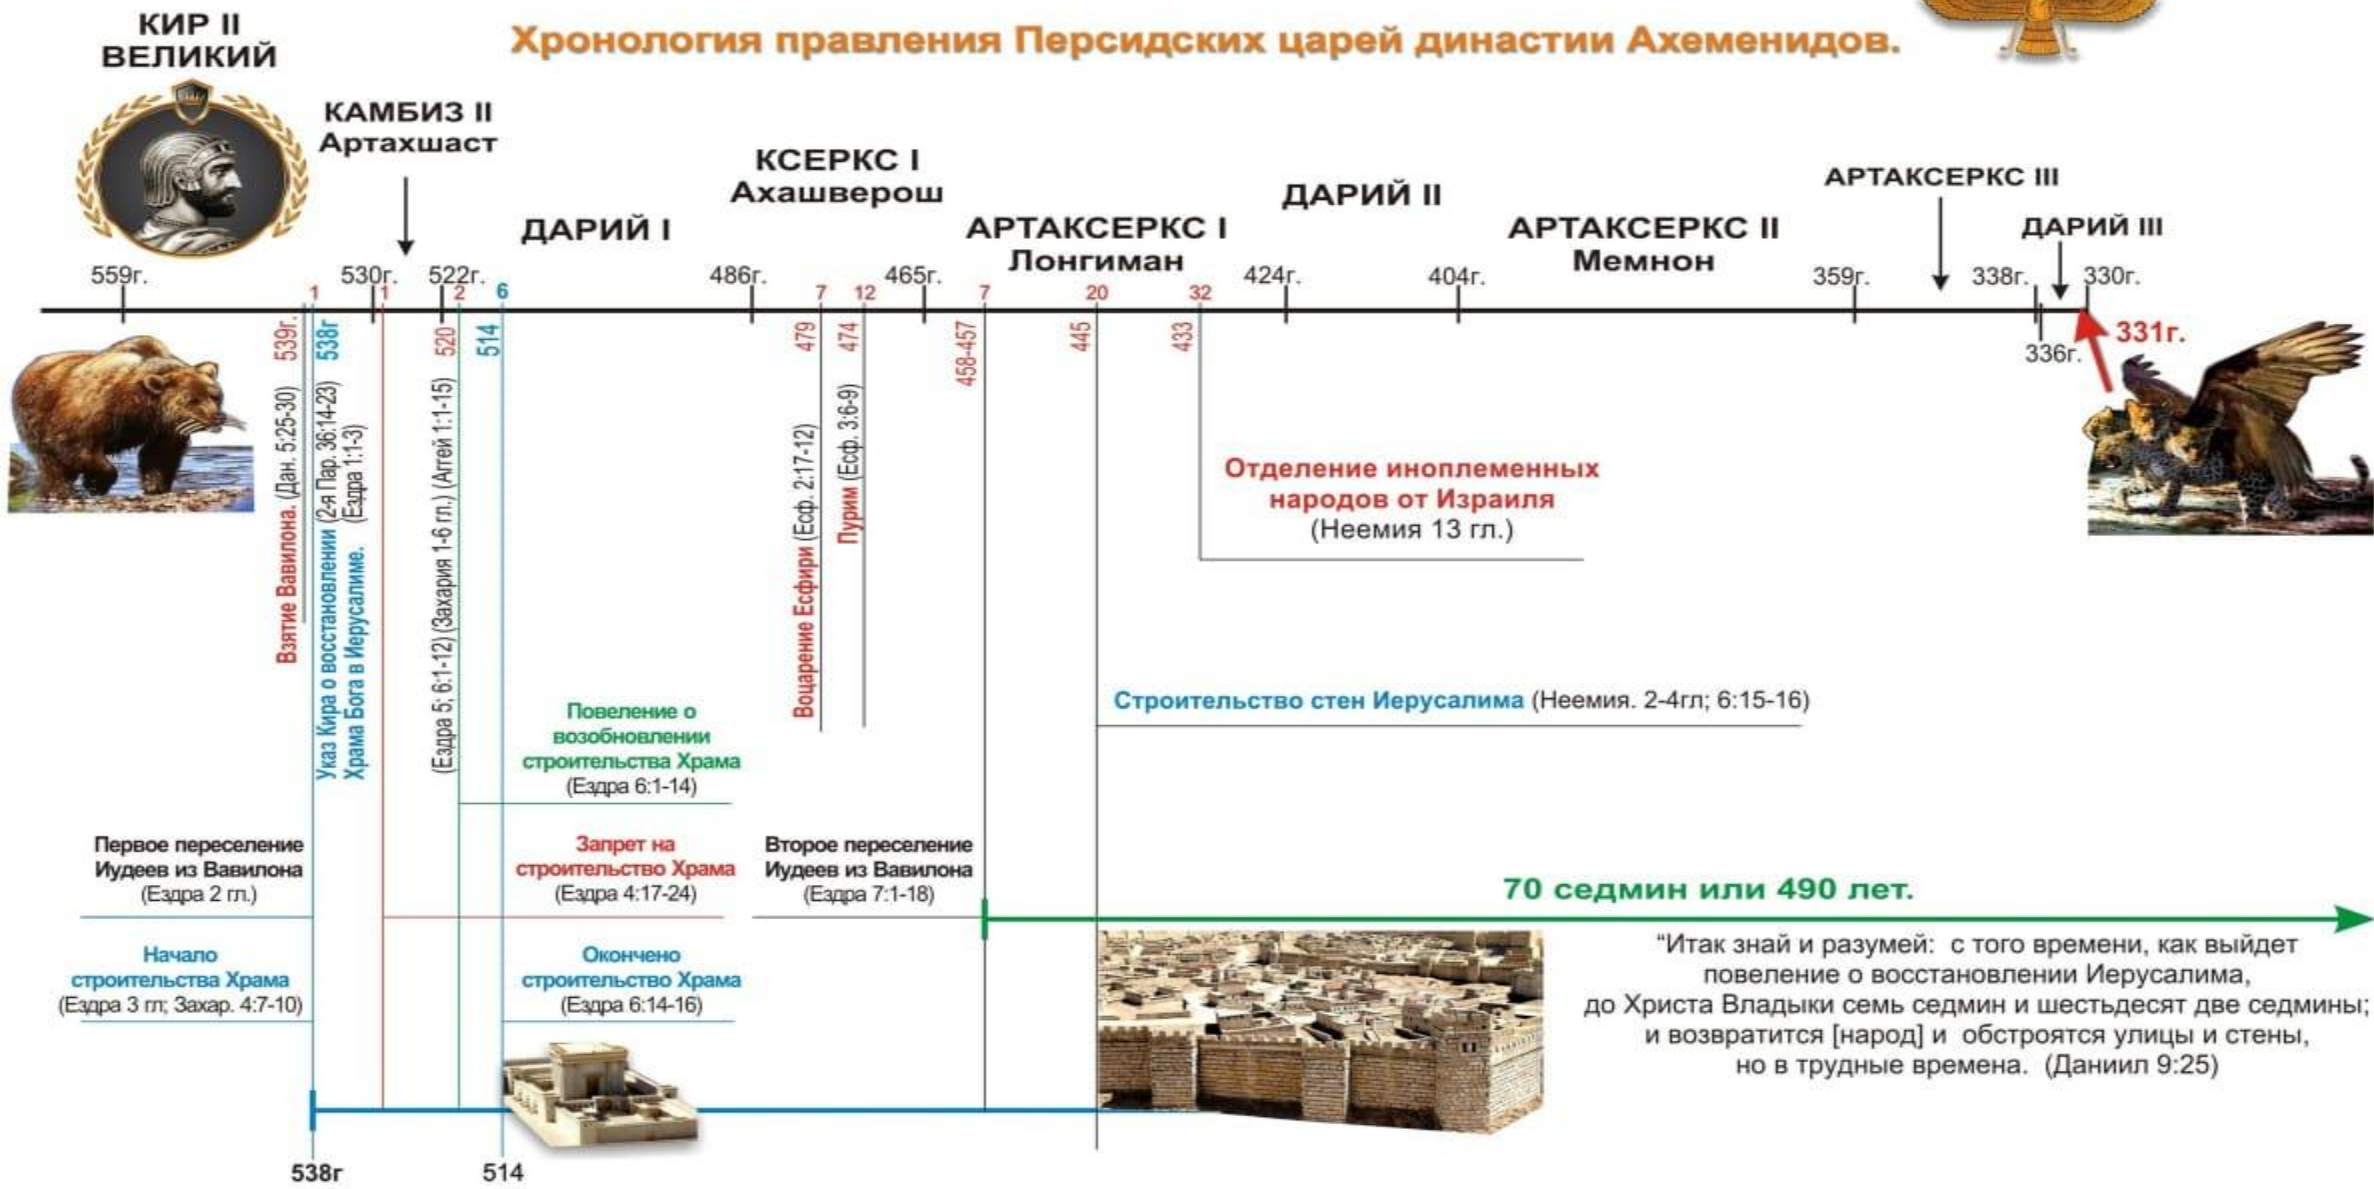 КИР II
ВЕЛИКИЙ
Хронология правления Персидских царей династии Ахеменидов.
КАМБИЗ II
Артахшаст
ДАРИЙ I
КСЕРКС I
Ахашверош
АРТАКСЕРКС I
Лонгиман
ДАРИЙ II
АРТАКСЕРКС II
Мемнон
АРТАКСЕРКС III
ДАРИЙ III
559г.
530г.
522г.
486г.
465г.
424г.
404г.
359г.
338г.
330г.
1
1
2
6
7
12
7
20
32
539г.
538г
520
514
479
474
458-457
445
433
336г.
331г.
Взятие Вавилона. (Дан. 5:25-30)
Указ Кира о востановлении (2-я Пар. 36:14-23)
Храма Бога в Иерусалиме. (Ездра 1:1-3)
(Ездра 5; 6:1-12) (Захария 1-6 гл.) (Аггей 1:1-15)
Воцарение Есфири (Есф. 2:17-12)
Пурим (Есф. 3:6-9)
Отделение иноплеменных
народов от Израиля
(Неемия 13 гл.)
Строительство стен Иерусалима (Неемия. 2-4гл; 6:15-16)
Повеление о
возобновлении
строительства Храма
(Ездра 6:1-14)
Первое переселение
Иудеев из Вавилона
(Ездра 2 гл.)
Запрет на
строительство Храма
(Ездра 4:17-24)
Второе переселение
Иудеев из Вавилона
(Ездра 7:1-18)
70 седмин или 490 лет.
Начало
строительства Храма
(Ездра 3 гл; Захар. 4:7-10)
Окончено
строительство Храма
(Ездра 6:14-16)
“Итак знай и разумей: с того времени, как выйдет
повеление о восстановлении Иерусалима,
до Христа Владыки семь седмин и шестьдесят две седмины;
и возвратится [народ] и обстроятся улицы и стены,
но в трудные времена. (Даниил 9:25)
538г
514